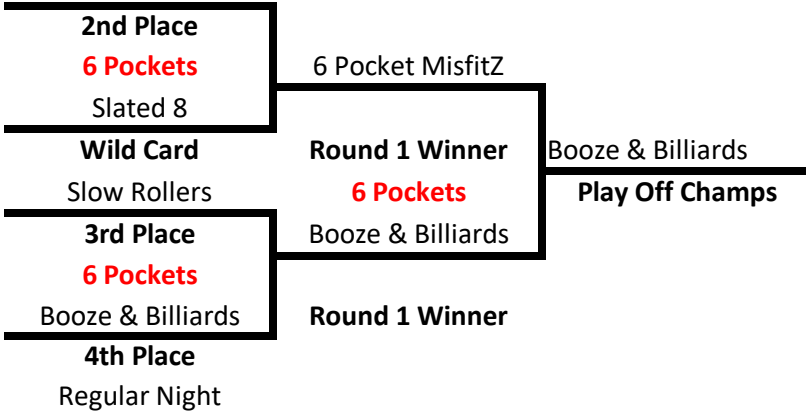 2nd Place
6 Pockets
6 Pocket MisfitZ
Slated 8
Wild Card
Round 1 Winner
Booze & Billiards
Slow Rollers
6 Pockets
Play Off Champs
3rd Place
Booze & Billiards
6 Pockets
Booze & Billiards
Round 1 Winner
4th Place
Regular Night